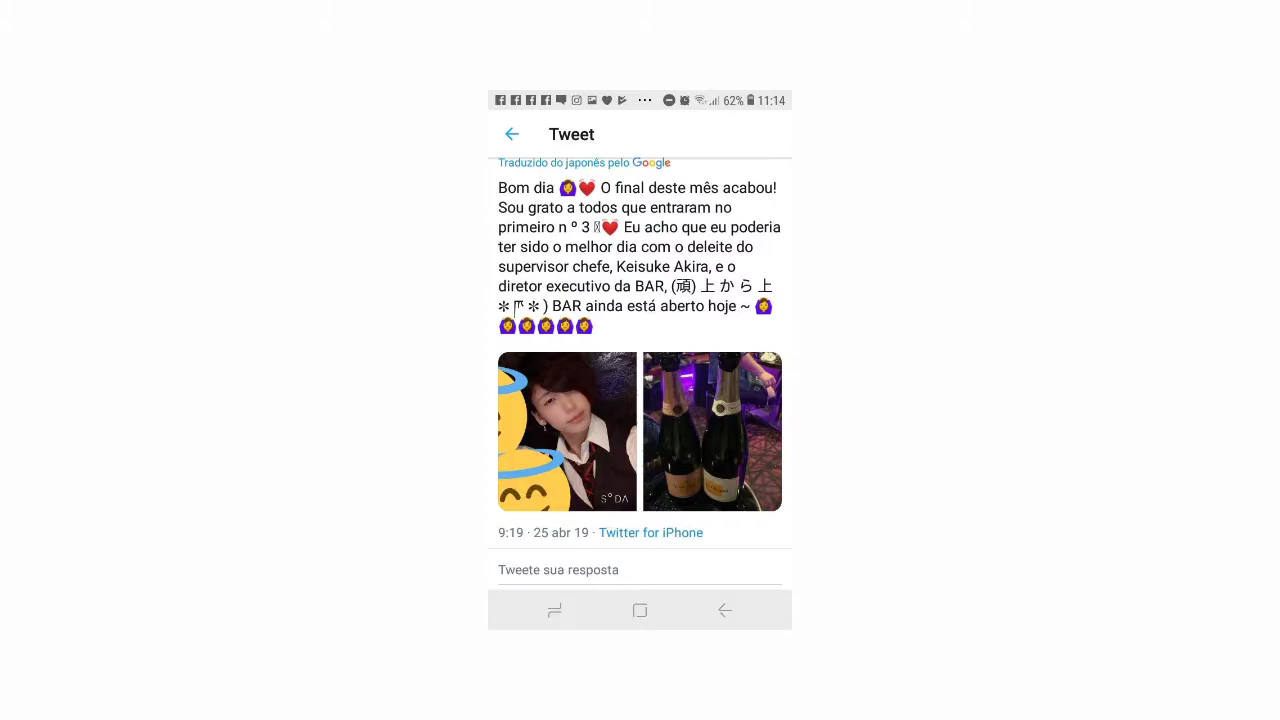 62% 11:14
Tweet
Traduzido do japonês pelo Google
Bom dia 🙆‍♀️💓 O final deste mês acabou!
Sou grato a todos que entraram no
primeiro n º 3 💓 Eu acho que eu poderia
ter sido o melhor dia com o deleite do
supervisor chefe, Keisuke Akira, e o
diretor executivo da BAR, (頑) 上 か ら 上
✻ ✻ ) BAR ainda está aberto hoje ~ 🙆‍♀️
🙆‍♀️🙆‍♀️🙆‍♀️🙆‍♀️🙆‍♀️
S°DA
9:19 · 25 abr 19 · Twitter for iPhone
Tweete sua resposta